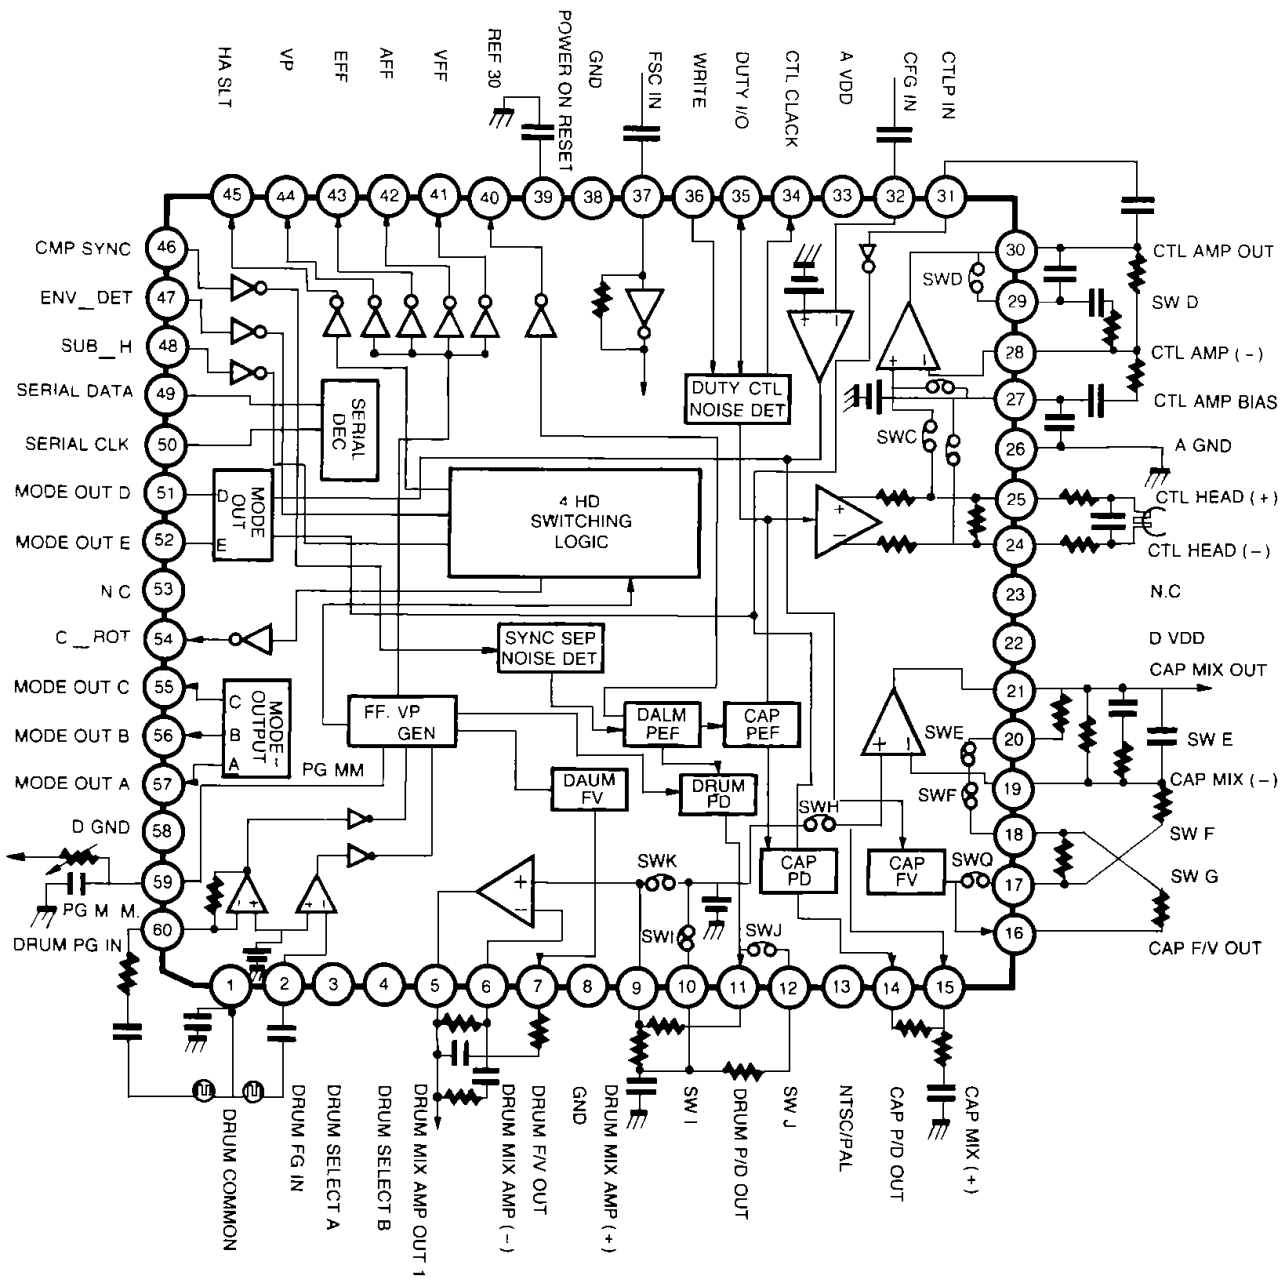 HA SLT
VP
EFF
AFF
VFF
REF 30
POWER ON RESET
GND
FSC IN
WRITE
DUTY I/O
CTL CLACK
A VDD
CFG IN
CTLP IN
45
44
43
42
41
40
39
38
37
36
35
34
33
32
31
CMP SYNC
46
ENV_DET
47
SUB_H
48
SERIAL DATA
49
SERIAL CLK
50
MODE OUT D
51
MODE OUT E
52
N C
53
C_ROT
54
MODE OUT C
55
MODE OUT B
56
MODE OUT A
57
D GND
58
59
PG M M.
60
DRUM PG IN
30
CTL AMP OUT
29
SW D
28
CTL AMP (-)
27
CTL AMP BIAS
26
A GND
25
CTL HEAD (+)
24
CTL HEAD (-)
23
N.C
22
D VDD
21
CAP MIX OUT
20
SW E
19
CAP MIX (-)
18
SW F
17
SW G
16
CAP F/V OUT
SERIAL
DEC
MODE
OUT
D
E
4 HD
SWITCHING
LOGIC
DUTY CTL
NOISE DET
+
-
SWD
+
-
SWC
+
-
SYNC SEP
NOISE DET
MODE-
OUTPUT
C
B
A
FF. VP
GEN
PG MM
DALM
PEF
CAP
PEF
DAUM
FV
DRUM
PD
SWE
SWF
+
-
SWH
CAP
PD
CAP
FV
SWQ
SWK
SWI
SWJ
+
-
-
+
+
-
1
2
3
4
5
6
7
8
9
10
11
12
13
14
15
DRUM COMMON
DRUM FG IN
DRUM SELECT A
DRUM SELECT B
DRUM MIX AMP OUT 1
DRUM MIX AMP (-)
DRUM F/V OUT
GND
DRUM MIX AMP (+)
SW I
DRUM P/D OUT
SW J
NTSC/PAL
CAP P/D OUT
CAP MIX (+)